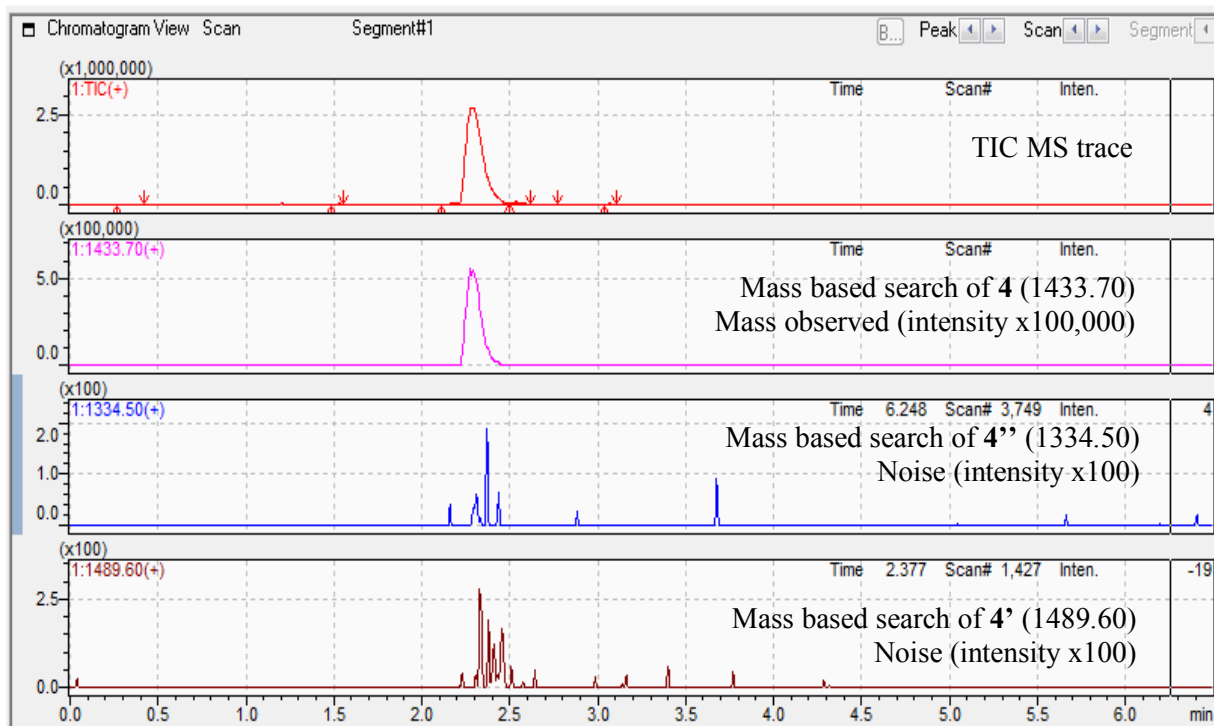 Chromatogram View Scan Segment#1 B... Peak Scan Segment
(x1,000,000)
1:TIC(+) Time Scan# Inten.
2.5
TIC MS trace
0.0
(x100,000)
1:1433.70(+) Time Scan# Inten.
5.0
Mass based search of 4 (1433.70)
Mass observed (intensity x100,000)
0.0
(x100)
1:1334.50(+) Time 6.248 Scan# 3,749 Inten. 4
2.0
Mass based search of 4’’ (1334.50)
1.0
Noise (intensity x100)
0.0
(x100)
1:1489.60(+) Time 2.377 Scan# 1,427 Inten. -19
2.5
Mass based search of 4’ (1489.60)
Noise (intensity x100)
0.0
0.0 0.5 1.0 1.5 2.0 2.5 3.0 3.5 4.0 4.5 5.0 5.5 6.0 min